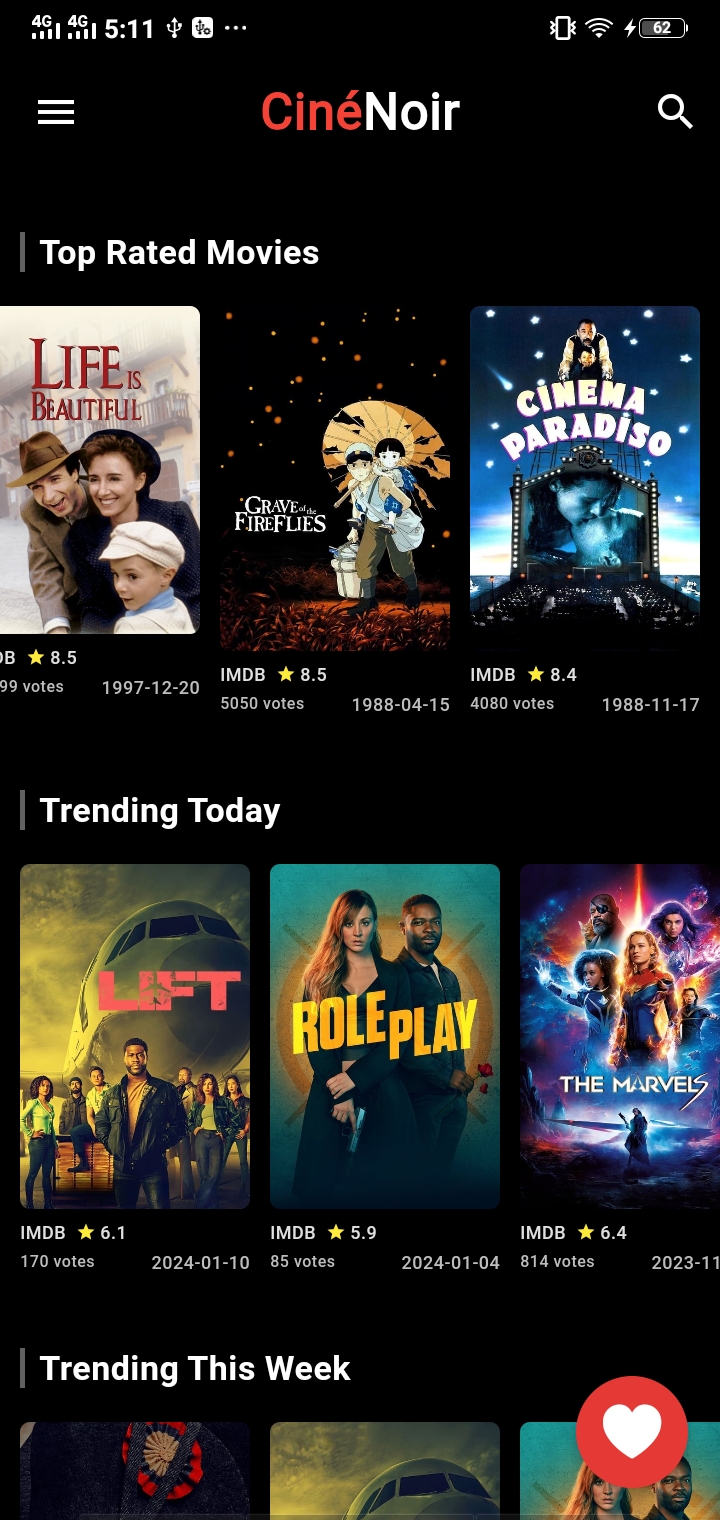 4G 4G 5:11 ... 62
CinéNoir
Top Rated Movies
LIFE IS
BEAUTIFUL
GRAVE of the
FIREFLIES
CINEMA
PARADISO
DB ⭐ 8.5
99 votes 1997-12-20
IMDB ⭐ 8.5
5050 votes 1988-04-15
IMDB ⭐ 8.4
4080 votes 1988-11-17
Trending Today
LIFT
ROLE PLAY
THE MARVELS
IMDB ⭐ 6.1
170 votes 2024-01-10
IMDB ⭐ 5.9
85 votes 2024-01-04
IMDB ⭐ 6.4
814 votes 2023-11
Trending This Week